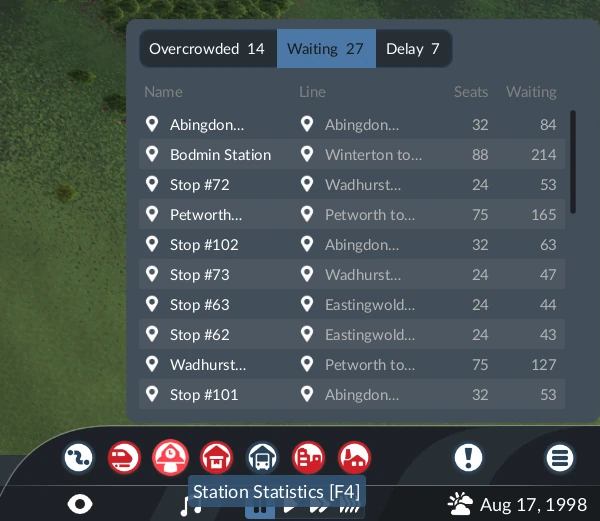 Overcrowded 14 Waiting 27 Delay 7
Name Line Seats Waiting
Abingdon... Abingdon... 32 84
Bodmin Station Winterton to... 88 214
Stop #72 Wadhurst... 24 53
Petworth... Petworth to... 75 165
Stop #102 Abingdon... 32 63
Stop #73 Wadhurst... 24 47
Stop #63 Eastingwold... 24 44
Stop #62 Eastingwold... 24 43
Wadhurst... Petworth to... 75 127
Stop #101 Abingdon... 32 53
Station Statistics [F4]
Aug 17, 1998